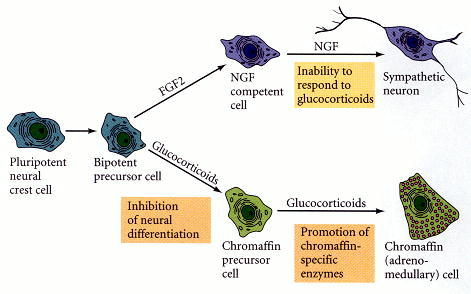 FGF2
NGF
NGF
competent
cell
Inability to
respond to
glucocorticoids
Sympathetic
neuron
Pluripotent
neural
crest cell
Bipotent
precursor cell
Glucocorticoids
Inhibition
of neural
differentiation
Chromaffin
precursor
cell
Glucocorticoids
Promotion of
chromaffin-
specific
enzymes
Chromaffin
(adreno-
medullary) cell